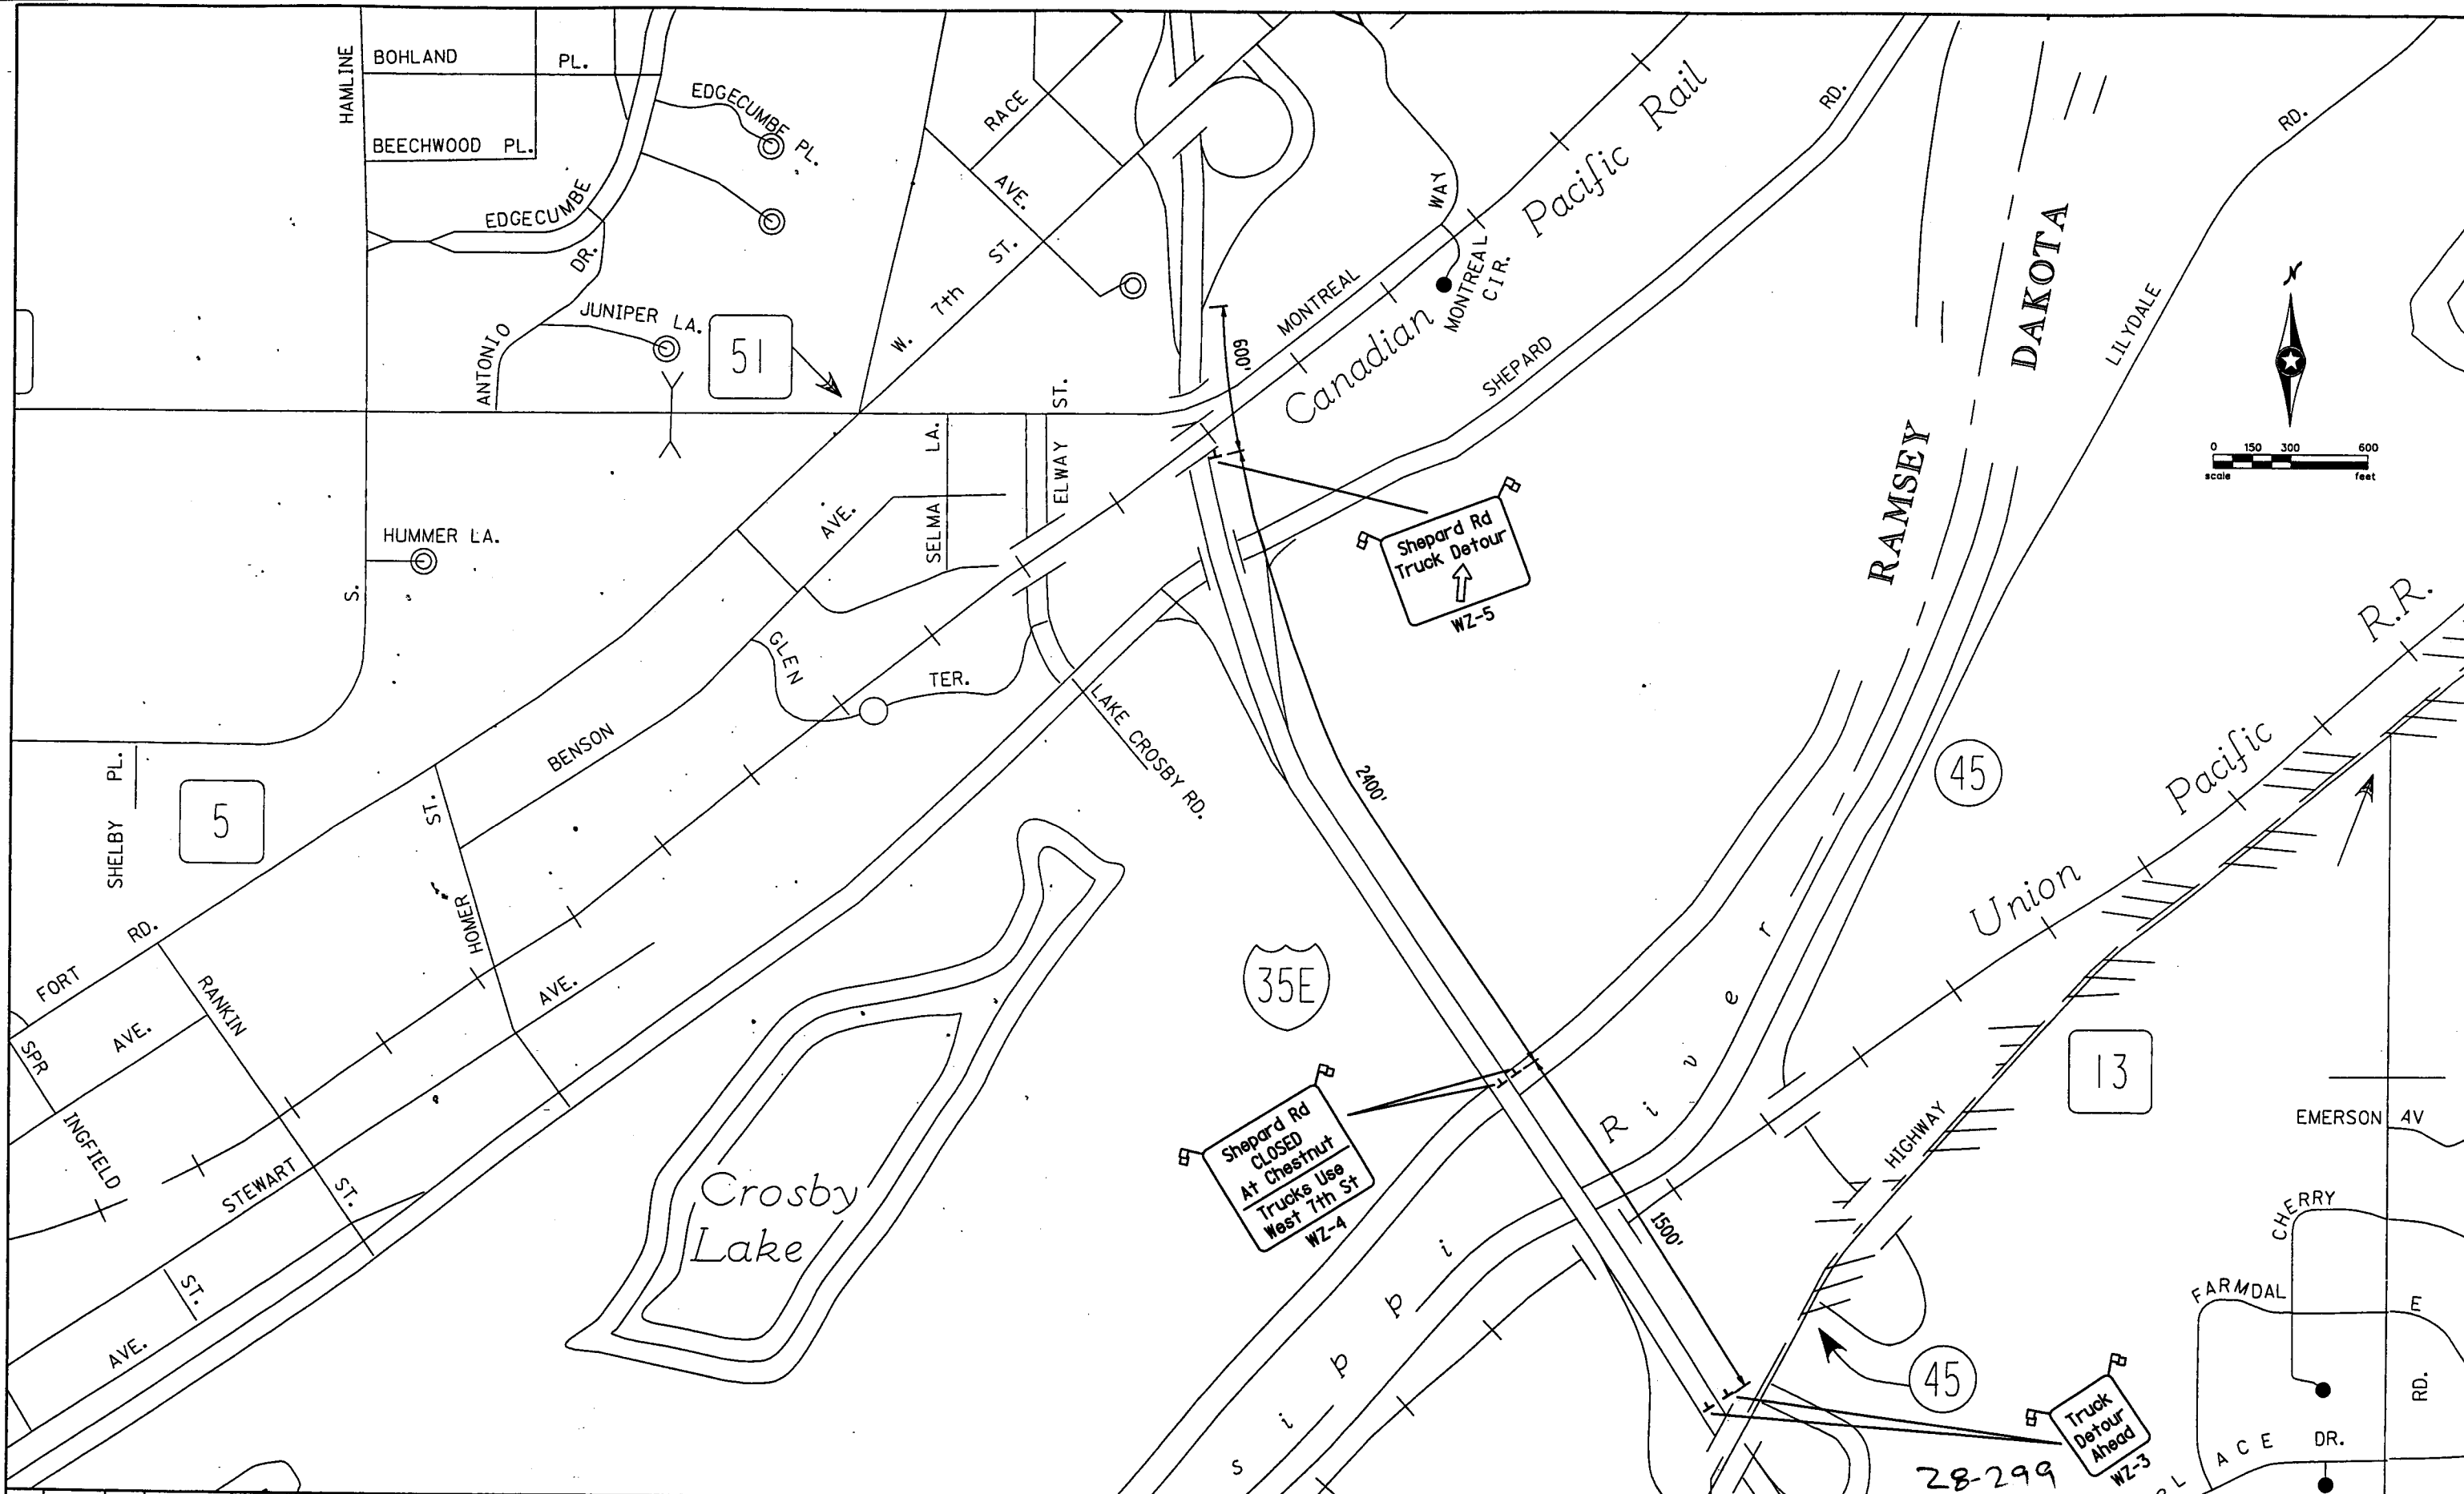 HAMLINE
BOHLAND PL.
BEECHWOOD PL.
EDGECUMBE PL.
EDGECUMBE
DR.
JUNIPER LA.
ANTONIO
51
RACE
AVE.
W. 7th ST.
600'
WAY
MONTREAL
MONTREAL
CIR.
Canadian Pacific Rail
SHEPARD RD.
RAMSEY
DAKOTA
LILYDALE RD.
N
0 150 300 600
scale feet
SELMA LA.
ELWAY ST.
AVE.
HUMMER LA.
S.
Shepard Rd
Truck Detour
WZ-5
GLEN TER.
LAKE CROSBY RD.
BENSON
SHELBY PL.
5
ST.
HOMER
2400'
45
Union Pacific R.R.
FORT RD.
RANKIN
ST.
AVE.
AVE.
SPR
INGFIELD
ST.
STEWART
AVE.
35E
13
Shepard Rd
CLOSED
At Chestnut
Trucks Use
West 7th St
WZ-4
Crosby
Lake
s i p p i
R i v e r
1500'
HIGHWAY
EMERSON AV
CHERRY
FARMDAL E
RD.
45
Truck
Detour
Ahead
WZ-3
28-299
L A C E DR.